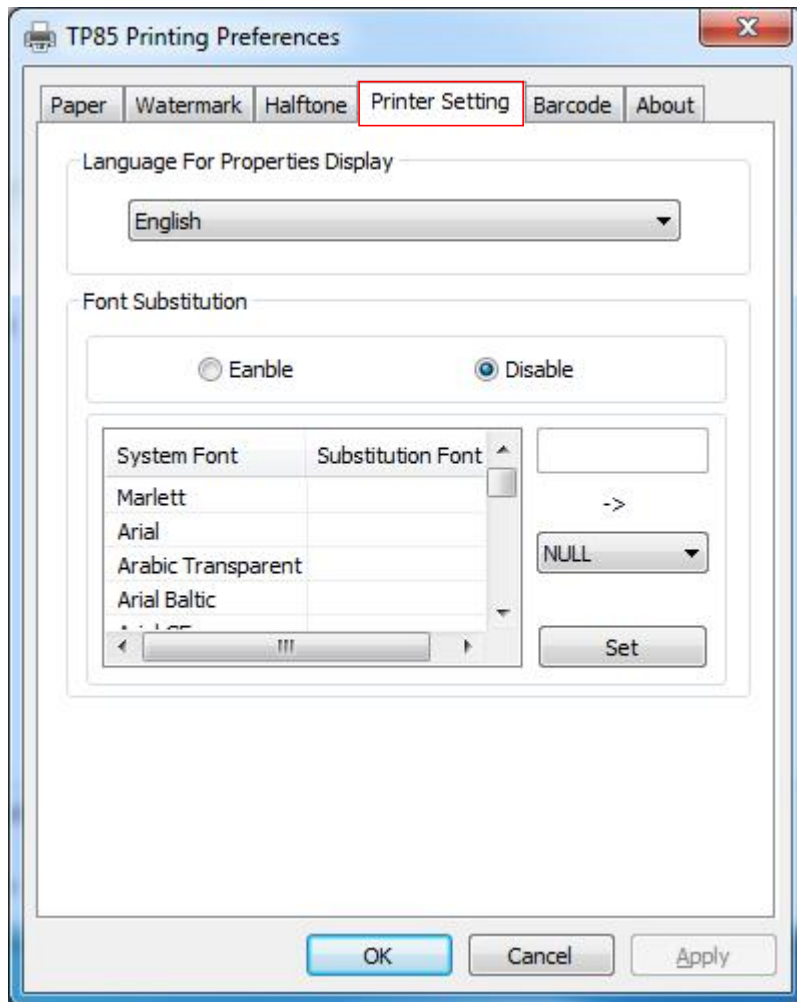 TP85 Printing Preferences
Paper Watermark Halftone Printer Setting Barcode About
Language For Properties Display
English
Font Substitution
Eanble Disable
System Font Substitution Font
Marlett
->
Arial
Arabic Transparent
NULL
Arial Baltic
Set
OK Cancel Apply